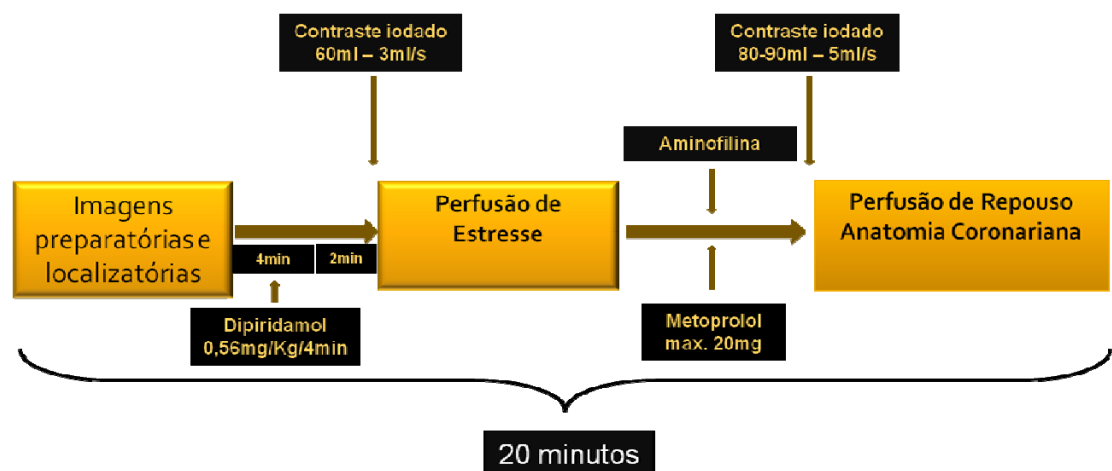 Contraste iodado
60ml – 3ml/s
Contraste iodado
80-90ml – 5ml/s
Aminofilina
Imagens
preparatórias e
localizatórias
4min
2min
Perfusão de
Estresse
Perfusão de Repouso
Anatomia Coronariana
Dipiridamol
0,56mg/Kg/4min
Metoprolol
max. 20mg
20 minutos